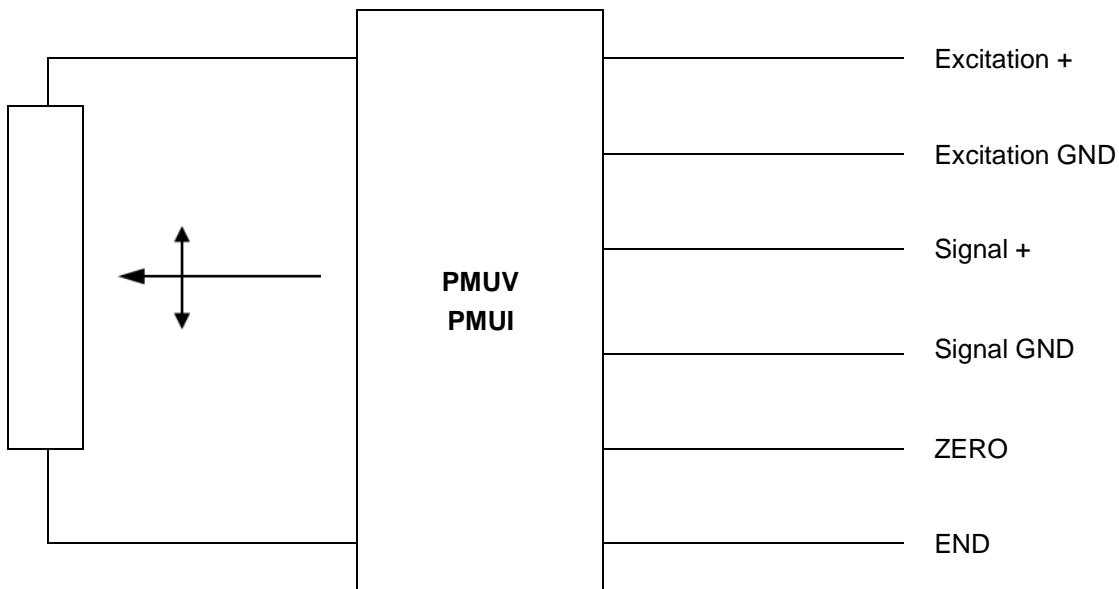 Excitation +
Excitation GND
Signal +
PMUV
PMUI
Signal GND
ZERO
END